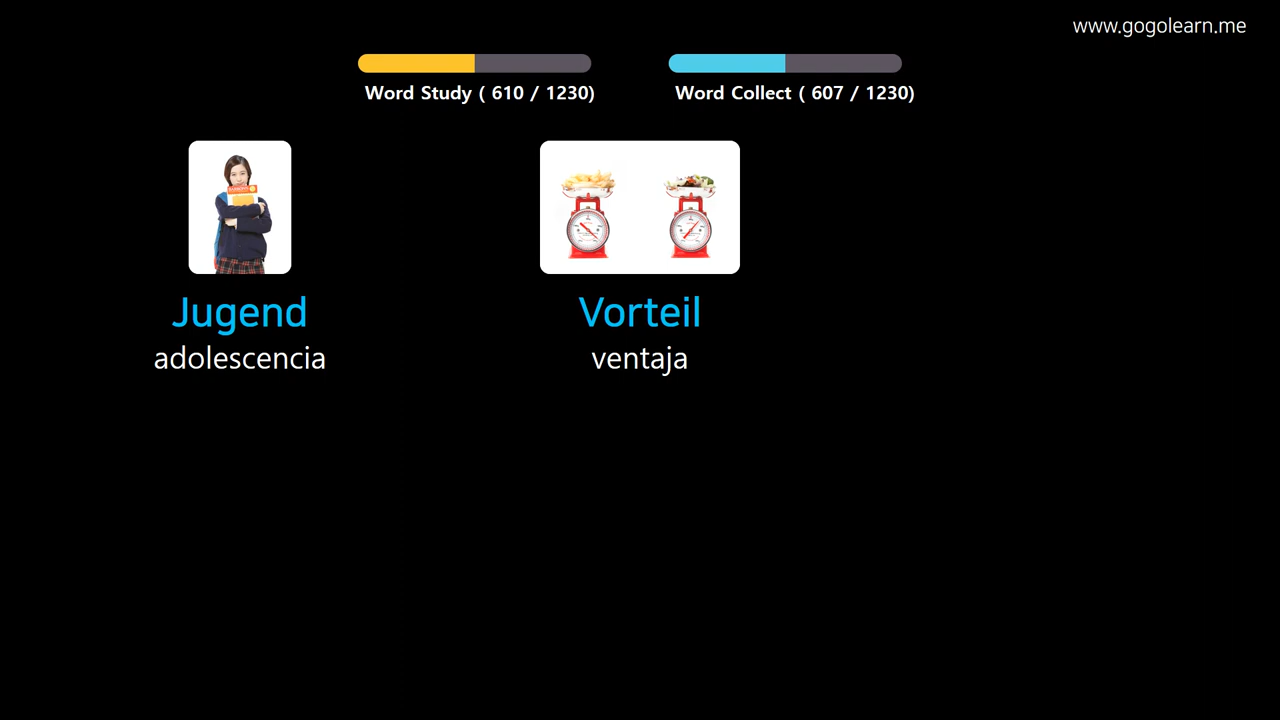 www.gogolearn.me
Word Study ( 610 / 1230)
Word Collect ( 607 / 1230)
Jugend
adolescencia
Vorteil
ventaja